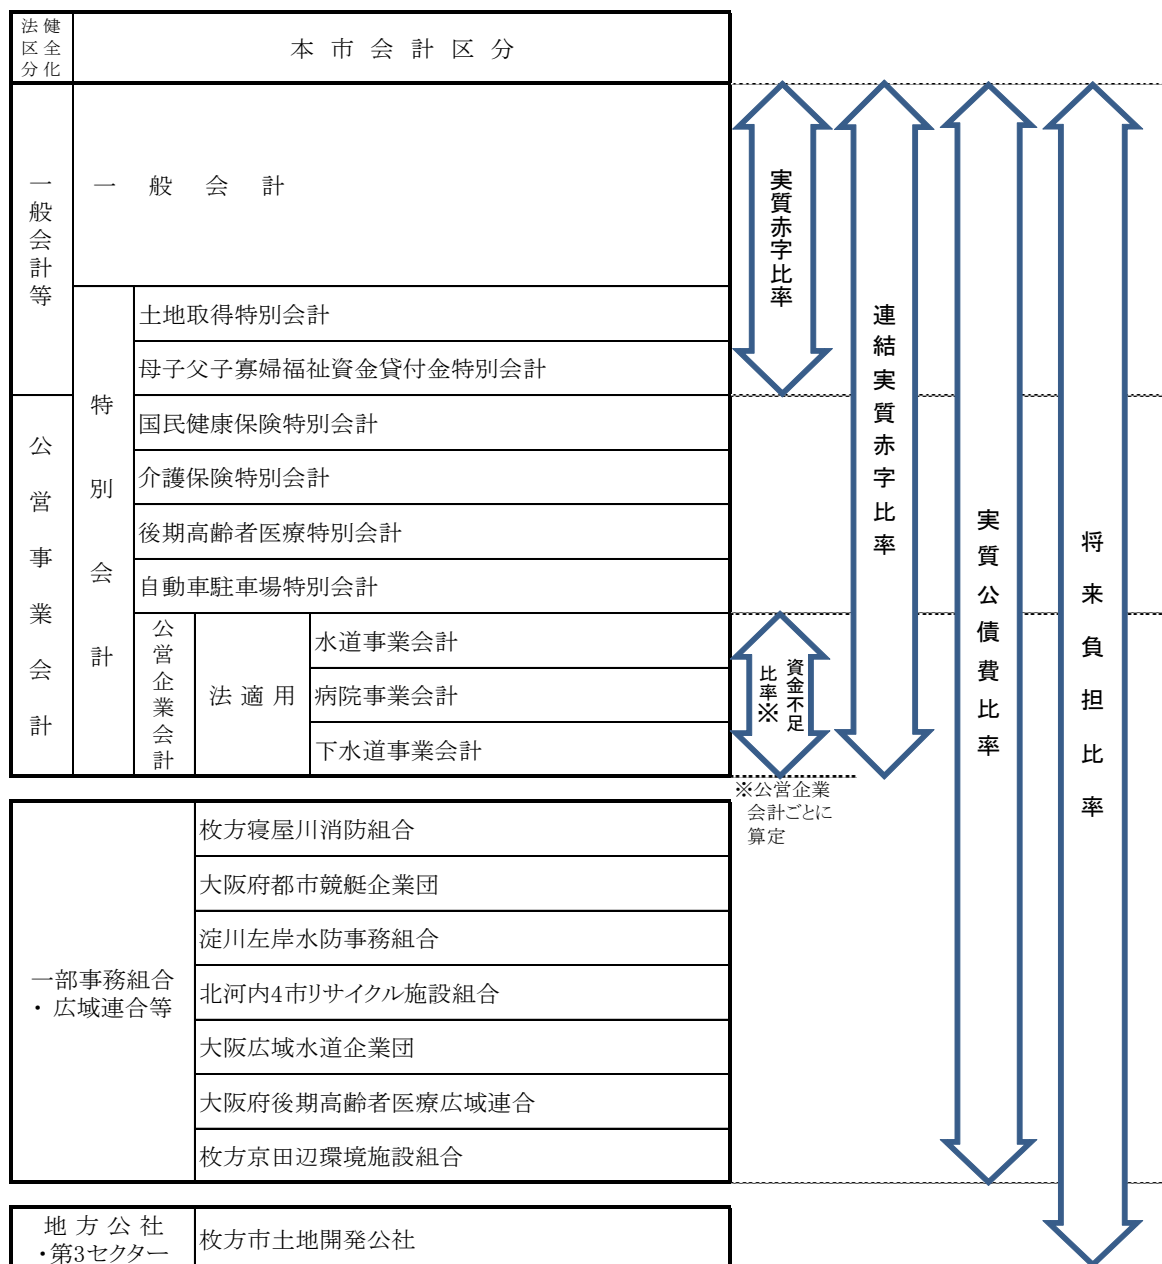 健全化
法区分
本市会計区分
一般会計等
一般会計
特別会計
土地取得特別会計
母子父子寡婦福祉資金貸付金特別会計
公営事業会計
国民健康保険特別会計
介護保険特別会計
後期高齢者医療特別会計
自動車駐車場特別会計
公営企業会計
法適用
水道事業会計
病院事業会計
下水道事業会計
実質赤字比率
連結実質赤字比率
実質公債費比率
将来負担比率
資金不足
比率※
※公営企業
会計ごとに
算定
一部事務組合
・広域連合等
枚方寝屋川消防組合
大阪府都市競艇企業団
淀川左岸水防事務組合
北河内4市リサイクル施設組合
大阪広域水道企業団
大阪府後期高齢者医療広域連合
枚方京田辺環境施設組合
地方公社
・第3セクター
枚方市土地開発公社